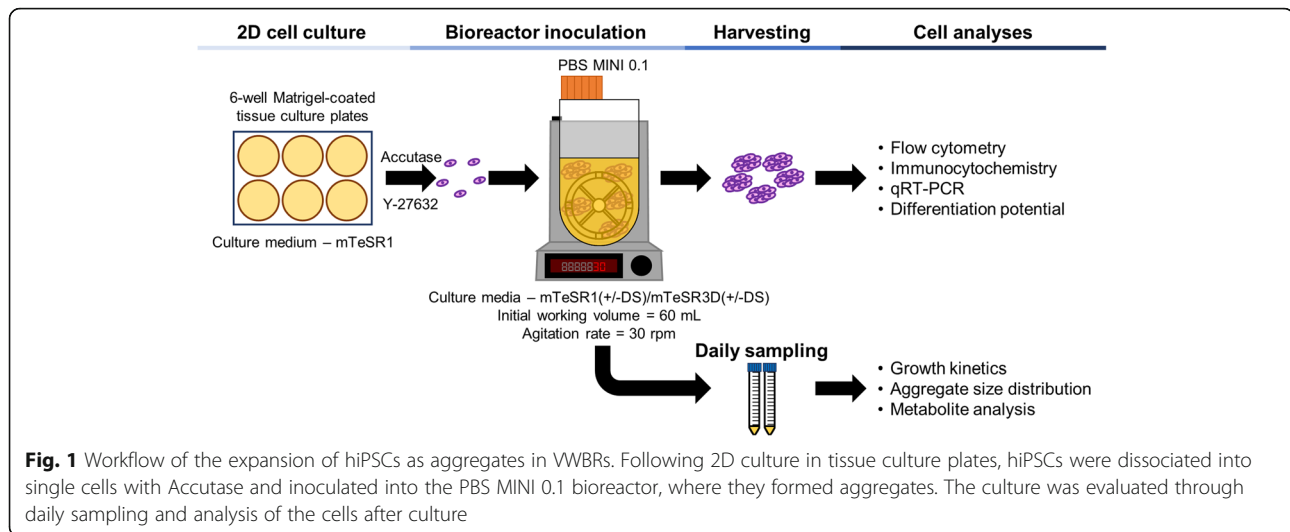 2D cell culture
Bioreactor inoculation
Harvesting
Cell analyses
PBS MINI 0.1
6-well Matrigel-coated
tissue culture plates
Accutase
Y-27632
Culture medium – mTeSR1
• Flow cytometry
• Immunocytochemistry
• qRT-PCR
• Differentiation potential
8888830
Culture media – mTeSR1(+/-DS)/mTeSR3D(+/-DS)
Initial working volume = 60 mL
Agitation rate = 30 rpm
Daily sampling
• Growth kinetics
• Aggregate size distribution
• Metabolite analysis
Fig. 1 Workflow of the expansion of hiPSCs as aggregates in VWBRs. Following 2D culture in tissue culture plates, hiPSCs were dissociated into
single cells with Accutase and inoculated into the PBS MINI 0.1 bioreactor, where they formed aggregates. The culture was evaluated through
daily sampling and analysis of the cells after culture